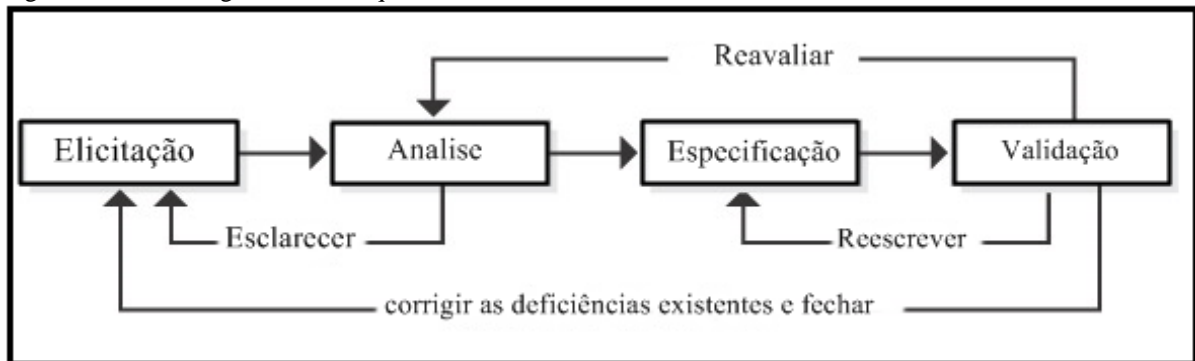 Reavaliar
Elicitação
Analise
Especificação
Validação
Esclarecer
Reescrever
corrigir as deficiências existentes e fechar